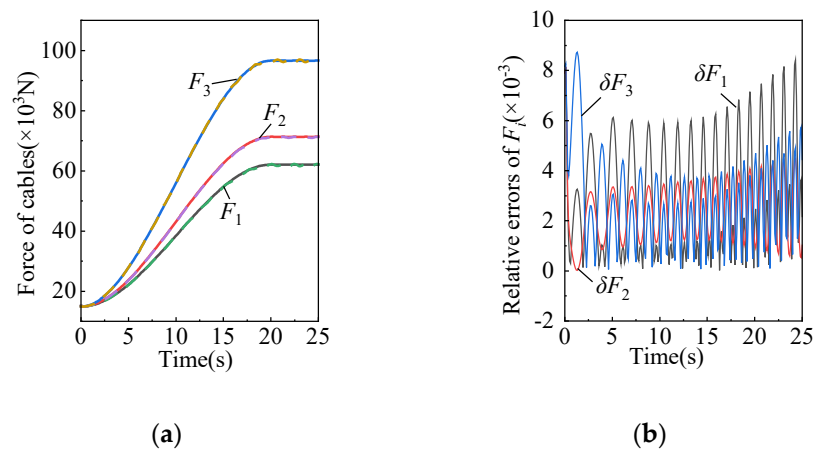 Force of cables(×10³N)
100
80
60
40
20
F₃
F₂
F₁
0 5 10 15 20 25
Time(s)
(a)
Relative errors of Fᵢ(×10⁻³)
10
8
6
4
2
0
-2
δF₃
δF₁
δF₂
0 5 10 15 20 25
Time(s)
(b)